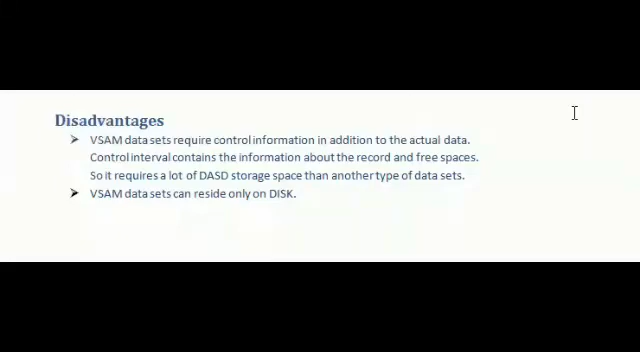 Disadvantages
➤ VSAM data sets require control information in addition to the actual data.
Control interval contains the information about the record and free spaces.
So it requires a lot of DASD storage space than another type of data sets.
➤ VSAM data sets can reside only on DISK.